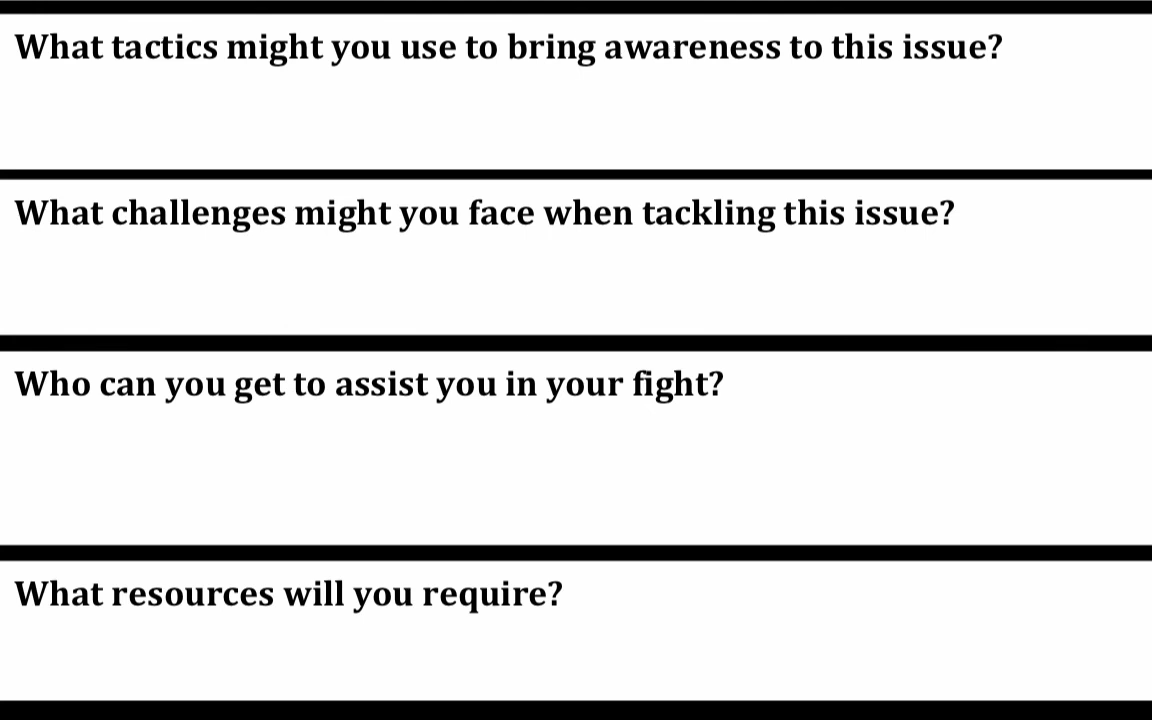 What tactics might you use to bring awareness to this issue?
What challenges might you face when tackling this issue?
Who can you get to assist you in your fight?
What resources will you require?